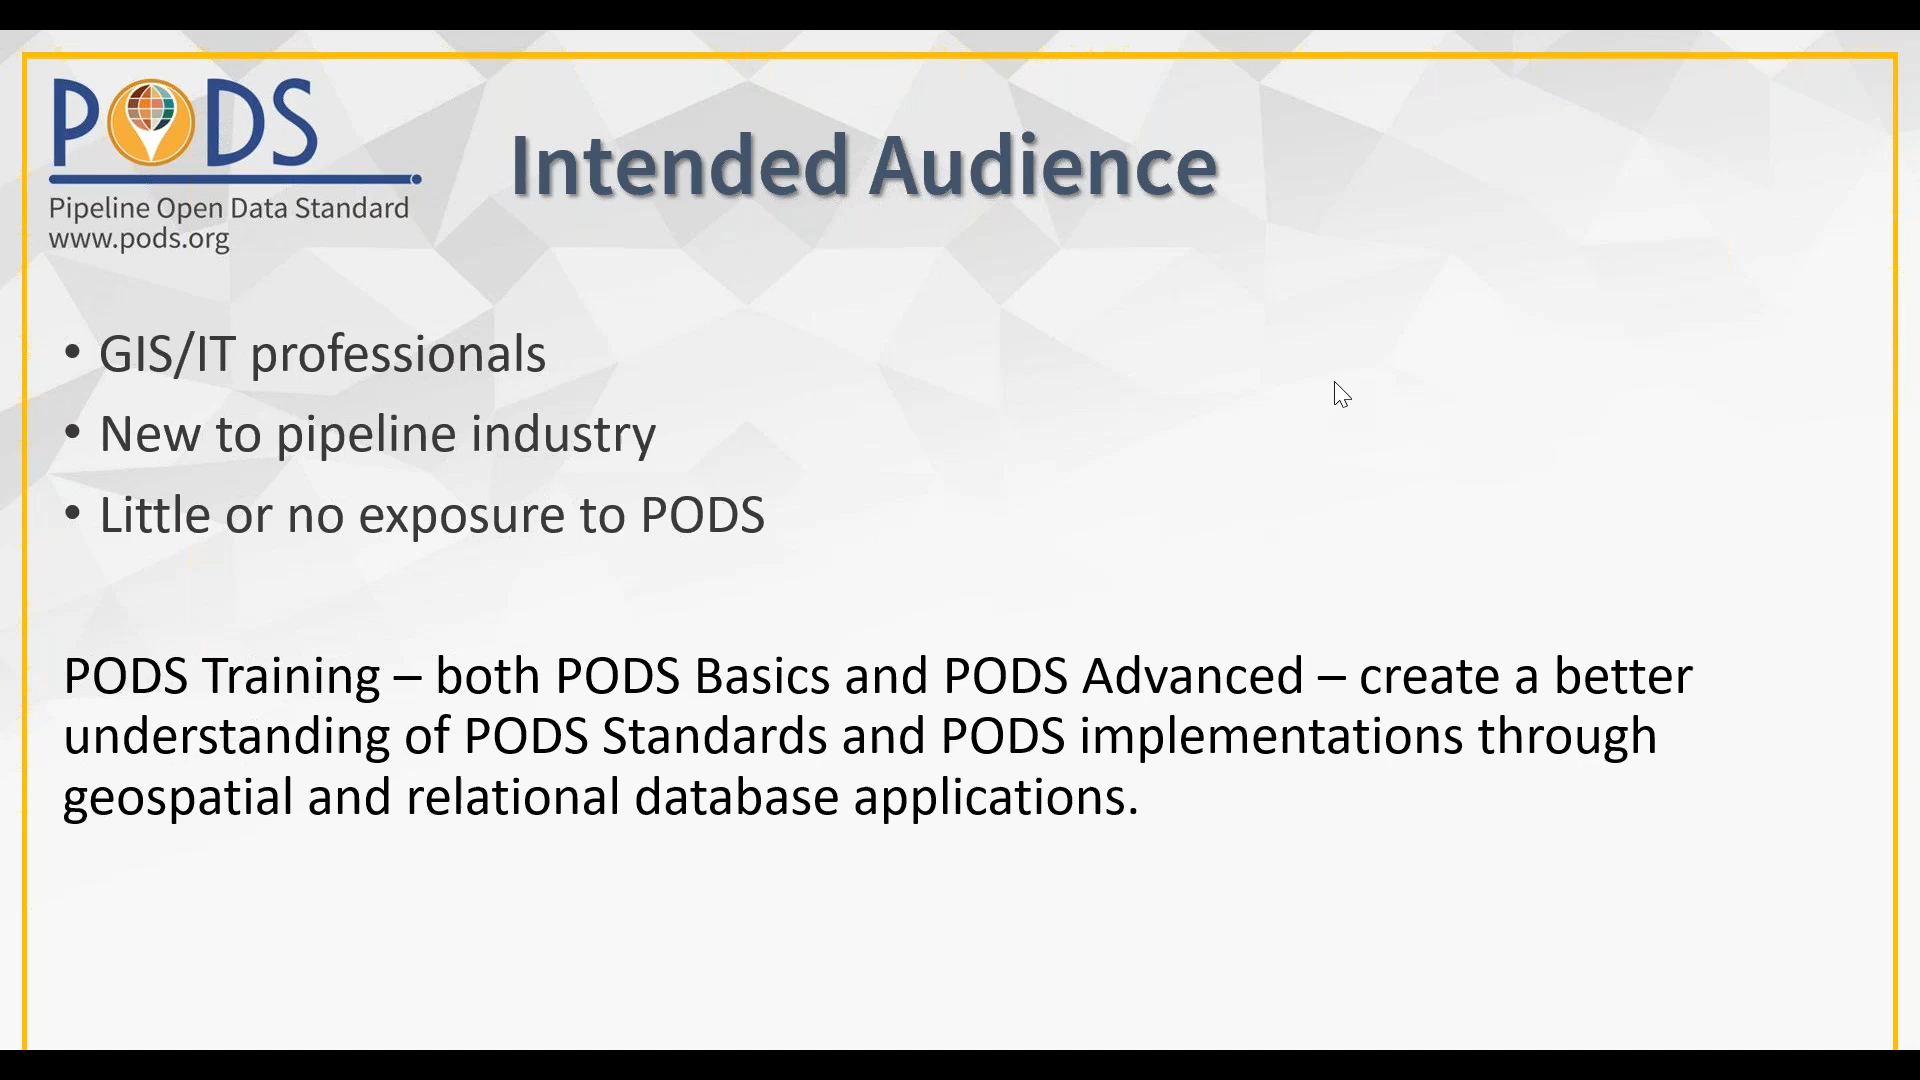 PODS
Pipeline Open Data Standard
www.pods.org
Intended Audience
• GIS/IT professionals
• New to pipeline industry
• Little or no exposure to PODS
PODS Training – both PODS Basics and PODS Advanced – create a better
understanding of PODS Standards and PODS implementations through
geospatial and relational database applications.